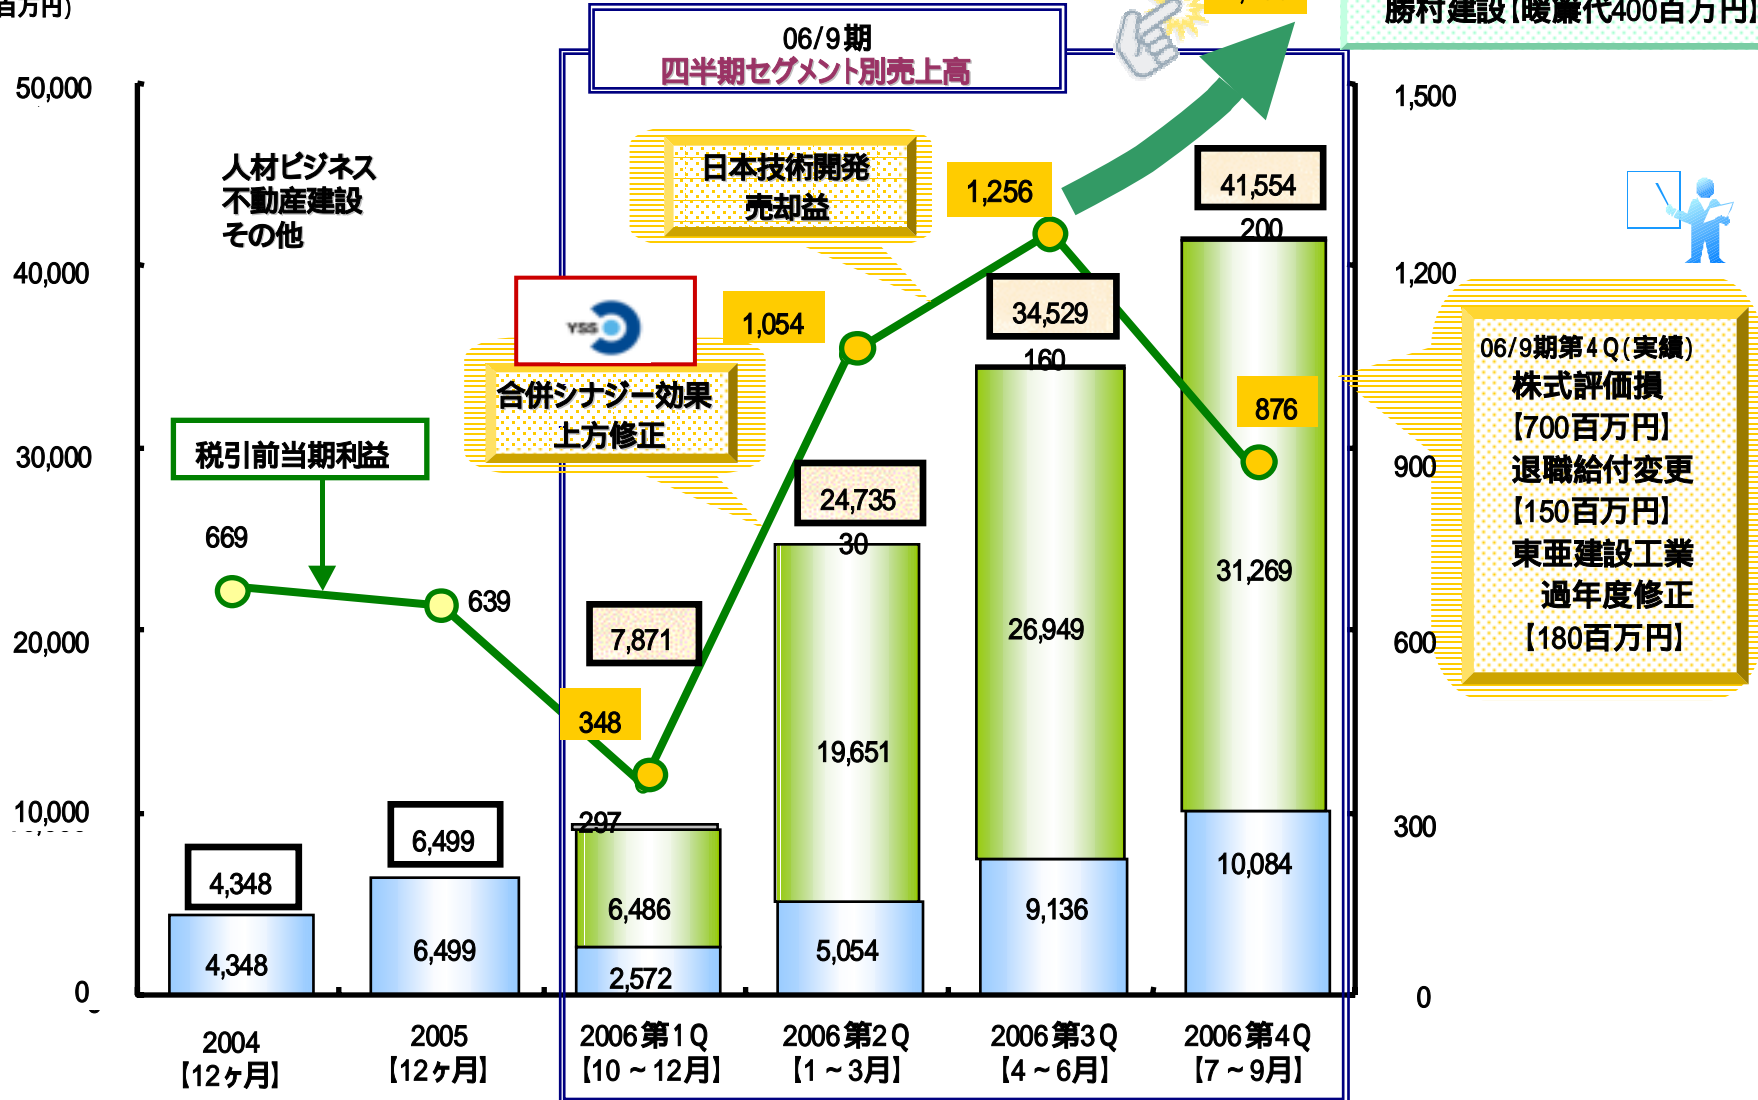 百万円)
勝村建設【暖簾代400百万円】
06/9期
四半期セグメント別売上高
50,000
40,000
30,000
20,000
10,000
0
1,500
1,200
900
600
300
0
人材ビジネス
不動産建設
その他
日本技術開発
売却益
YSS
合併シナジー効果
上方修正
税引前当期利益
669
639
348
1,054
1,256
876
4,348
6,499
7,871
24,735
34,529
41,554
297
30
160
200
6,486
19,651
26,949
31,269
4,348
6,499
2,572
5,054
9,136
10,084
06/9期第4Q(実績)
株式評価損
【700百万円】
退職給付変更
【150百万円】
東亜建設工業
過年度修正
【180百万円】
2004
【12ヶ月】
2005
【12ヶ月】
2006第1Q
【10～12月】
2006第2Q
【1～3月】
2006第3Q
【4～6月】
2006第4Q
【7～9月】